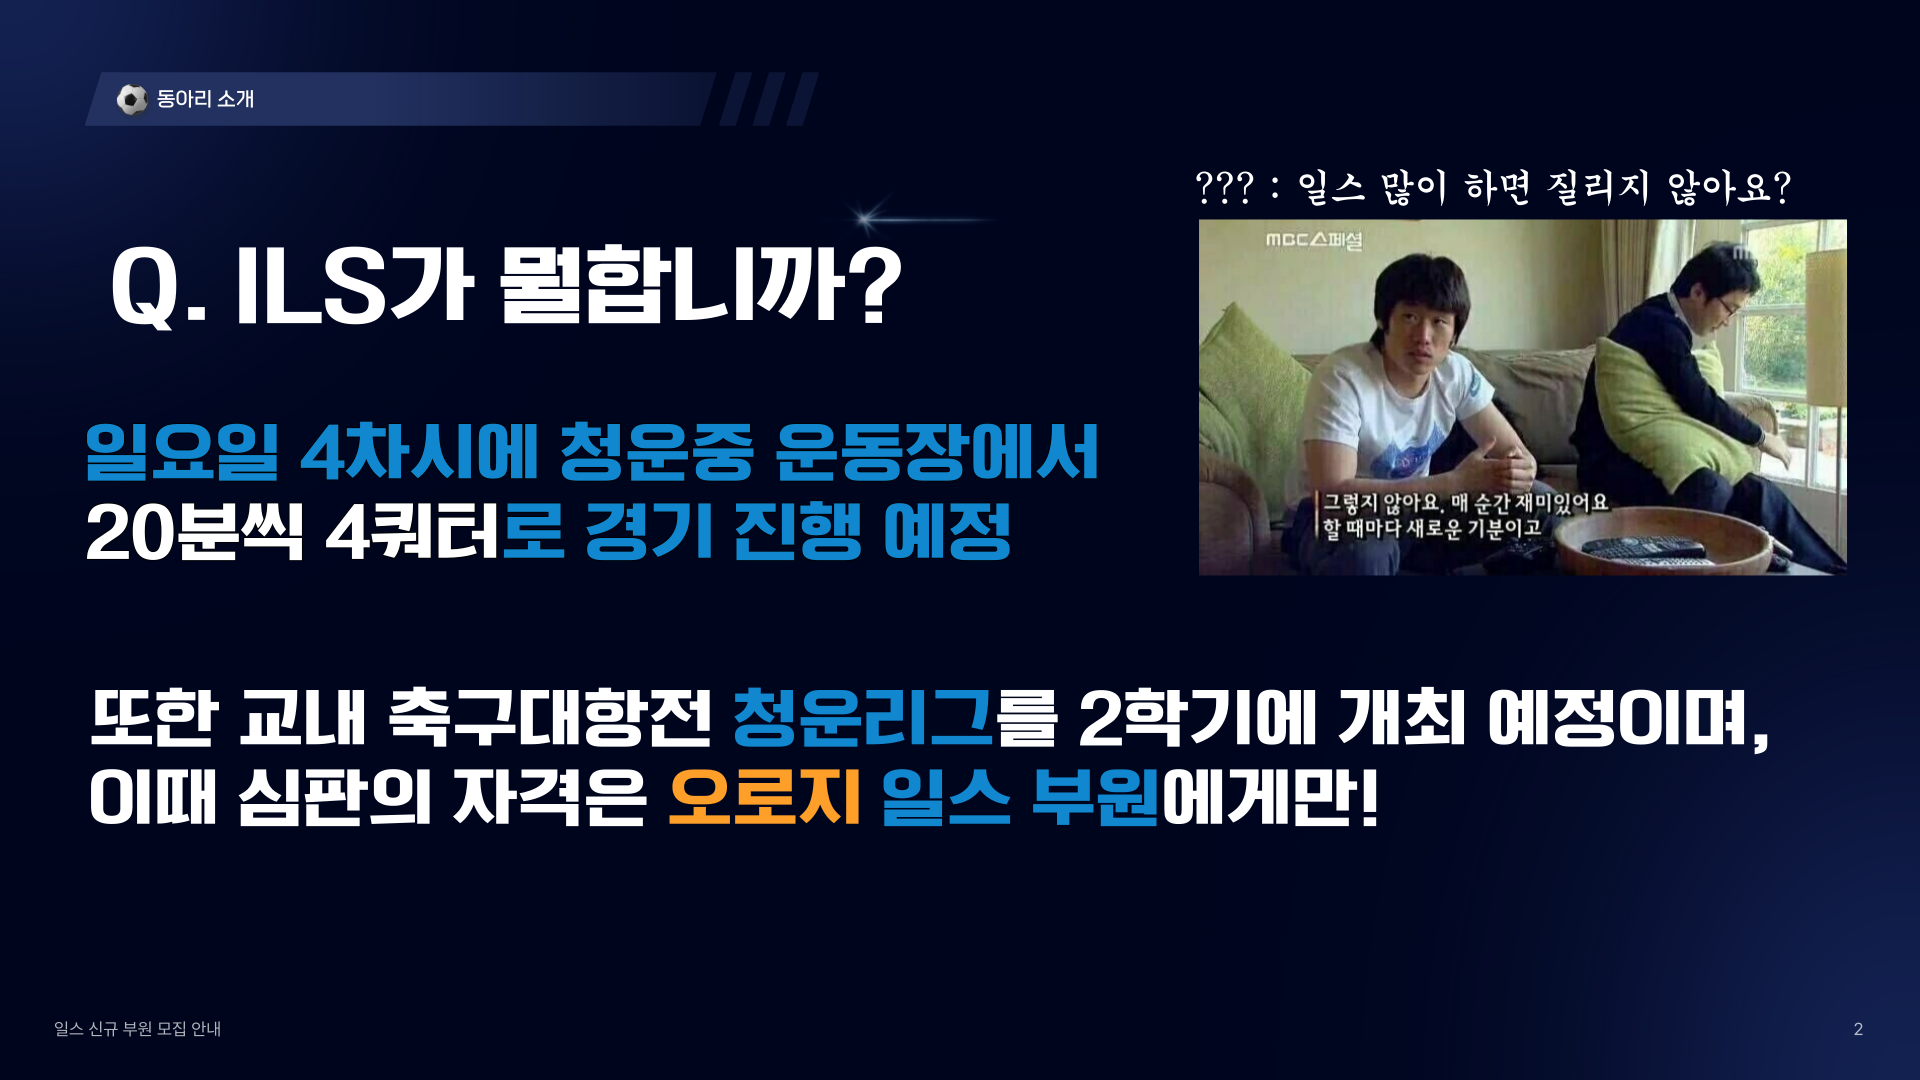 동아리 소개
??? : 일스 많이 하면 질리지 않아요?
Q. ILS가 뭘합니까?
MBC스페셜
그렇지 않아요. 매 순간 재미있어요
할 때마다 새로운 기분이고
일요일 4차시에 청운중 운동장에서
20분씩 4쿼터로 경기 진행 예정
또한 교내 축구대항전 청운리그를 2학기에 개최 예정이며,
이때 심판의 자격은 오로지 일스 부원에게만!
일스 신규 부원 모집 안내
2